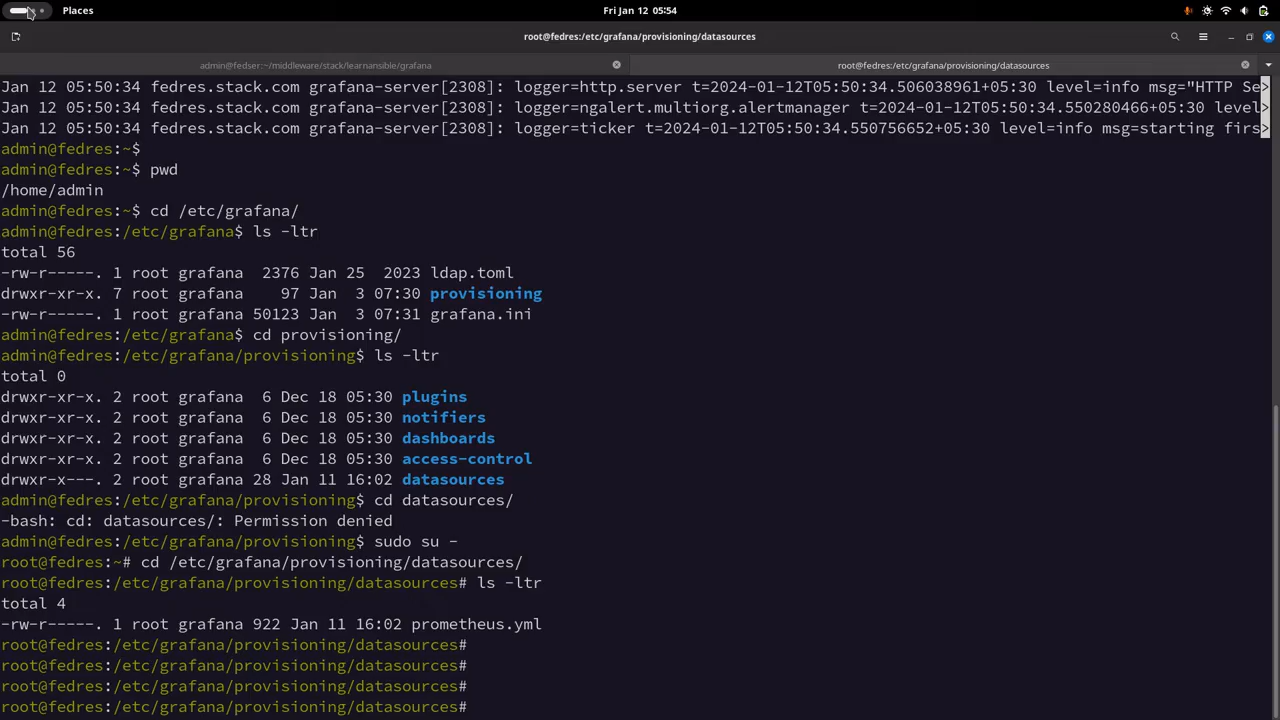 Places
Fri Jan 12 05:54
root@fedres:/etc/grafana/provisioning/datasources
admin@fedser:~/middleware/stack/learnansible/grafana
root@fedres:/etc/grafana/provisioning/datasources
Jan 12 05:50:34 fedres.stack.com grafana-server[2308]: logger=http.server t=2024-01-12T05:50:34.506038961+05:30 level=info msg="HTTP Se>
Jan 12 05:50:34 fedres.stack.com grafana-server[2308]: logger=ngalert.multiorg.alertmanager t=2024-01-12T05:50:34.550280466+05:30 level>
Jan 12 05:50:34 fedres.stack.com grafana-server[2308]: logger=ticker t=2024-01-12T05:50:34.550756652+05:30 level=info msg=starting firs>
admin@fedres:~$
admin@fedres:~$ pwd
/home/admin
admin@fedres:~$ cd /etc/grafana/
admin@fedres:/etc/grafana$ ls -ltr
total 56
-rw-r-----. 1 root grafana  2376 Jan 25  2023 ldap.toml
drwxr-xr-x. 7 root grafana    97 Jan  3 07:30 provisioning
-rw-r-----. 1 root grafana 50123 Jan  3 07:31 grafana.ini
admin@fedres:/etc/grafana$ cd provisioning/
admin@fedres:/etc/grafana/provisioning$ ls -ltr
total 0
drwxr-xr-x. 2 root grafana  6 Dec 18 05:30 plugins
drwxr-xr-x. 2 root grafana  6 Dec 18 05:30 notifiers
drwxr-xr-x. 2 root grafana  6 Dec 18 05:30 dashboards
drwxr-xr-x. 2 root grafana  6 Dec 18 05:30 access-control
drwxr-x---. 2 root grafana 28 Jan 11 16:02 datasources
admin@fedres:/etc/grafana/provisioning$ cd datasources/
-bash: cd: datasources/: Permission denied
admin@fedres:/etc/grafana/provisioning$ sudo su -
root@fedres:~# cd /etc/grafana/provisioning/datasources/
root@fedres:/etc/grafana/provisioning/datasources# ls -ltr
total 4
-rw-r-----. 1 root grafana 922 Jan 11 16:02 prometheus.yml
root@fedres:/etc/grafana/provisioning/datasources#
root@fedres:/etc/grafana/provisioning/datasources#
root@fedres:/etc/grafana/provisioning/datasources#
root@fedres:/etc/grafana/provisioning/datasources#